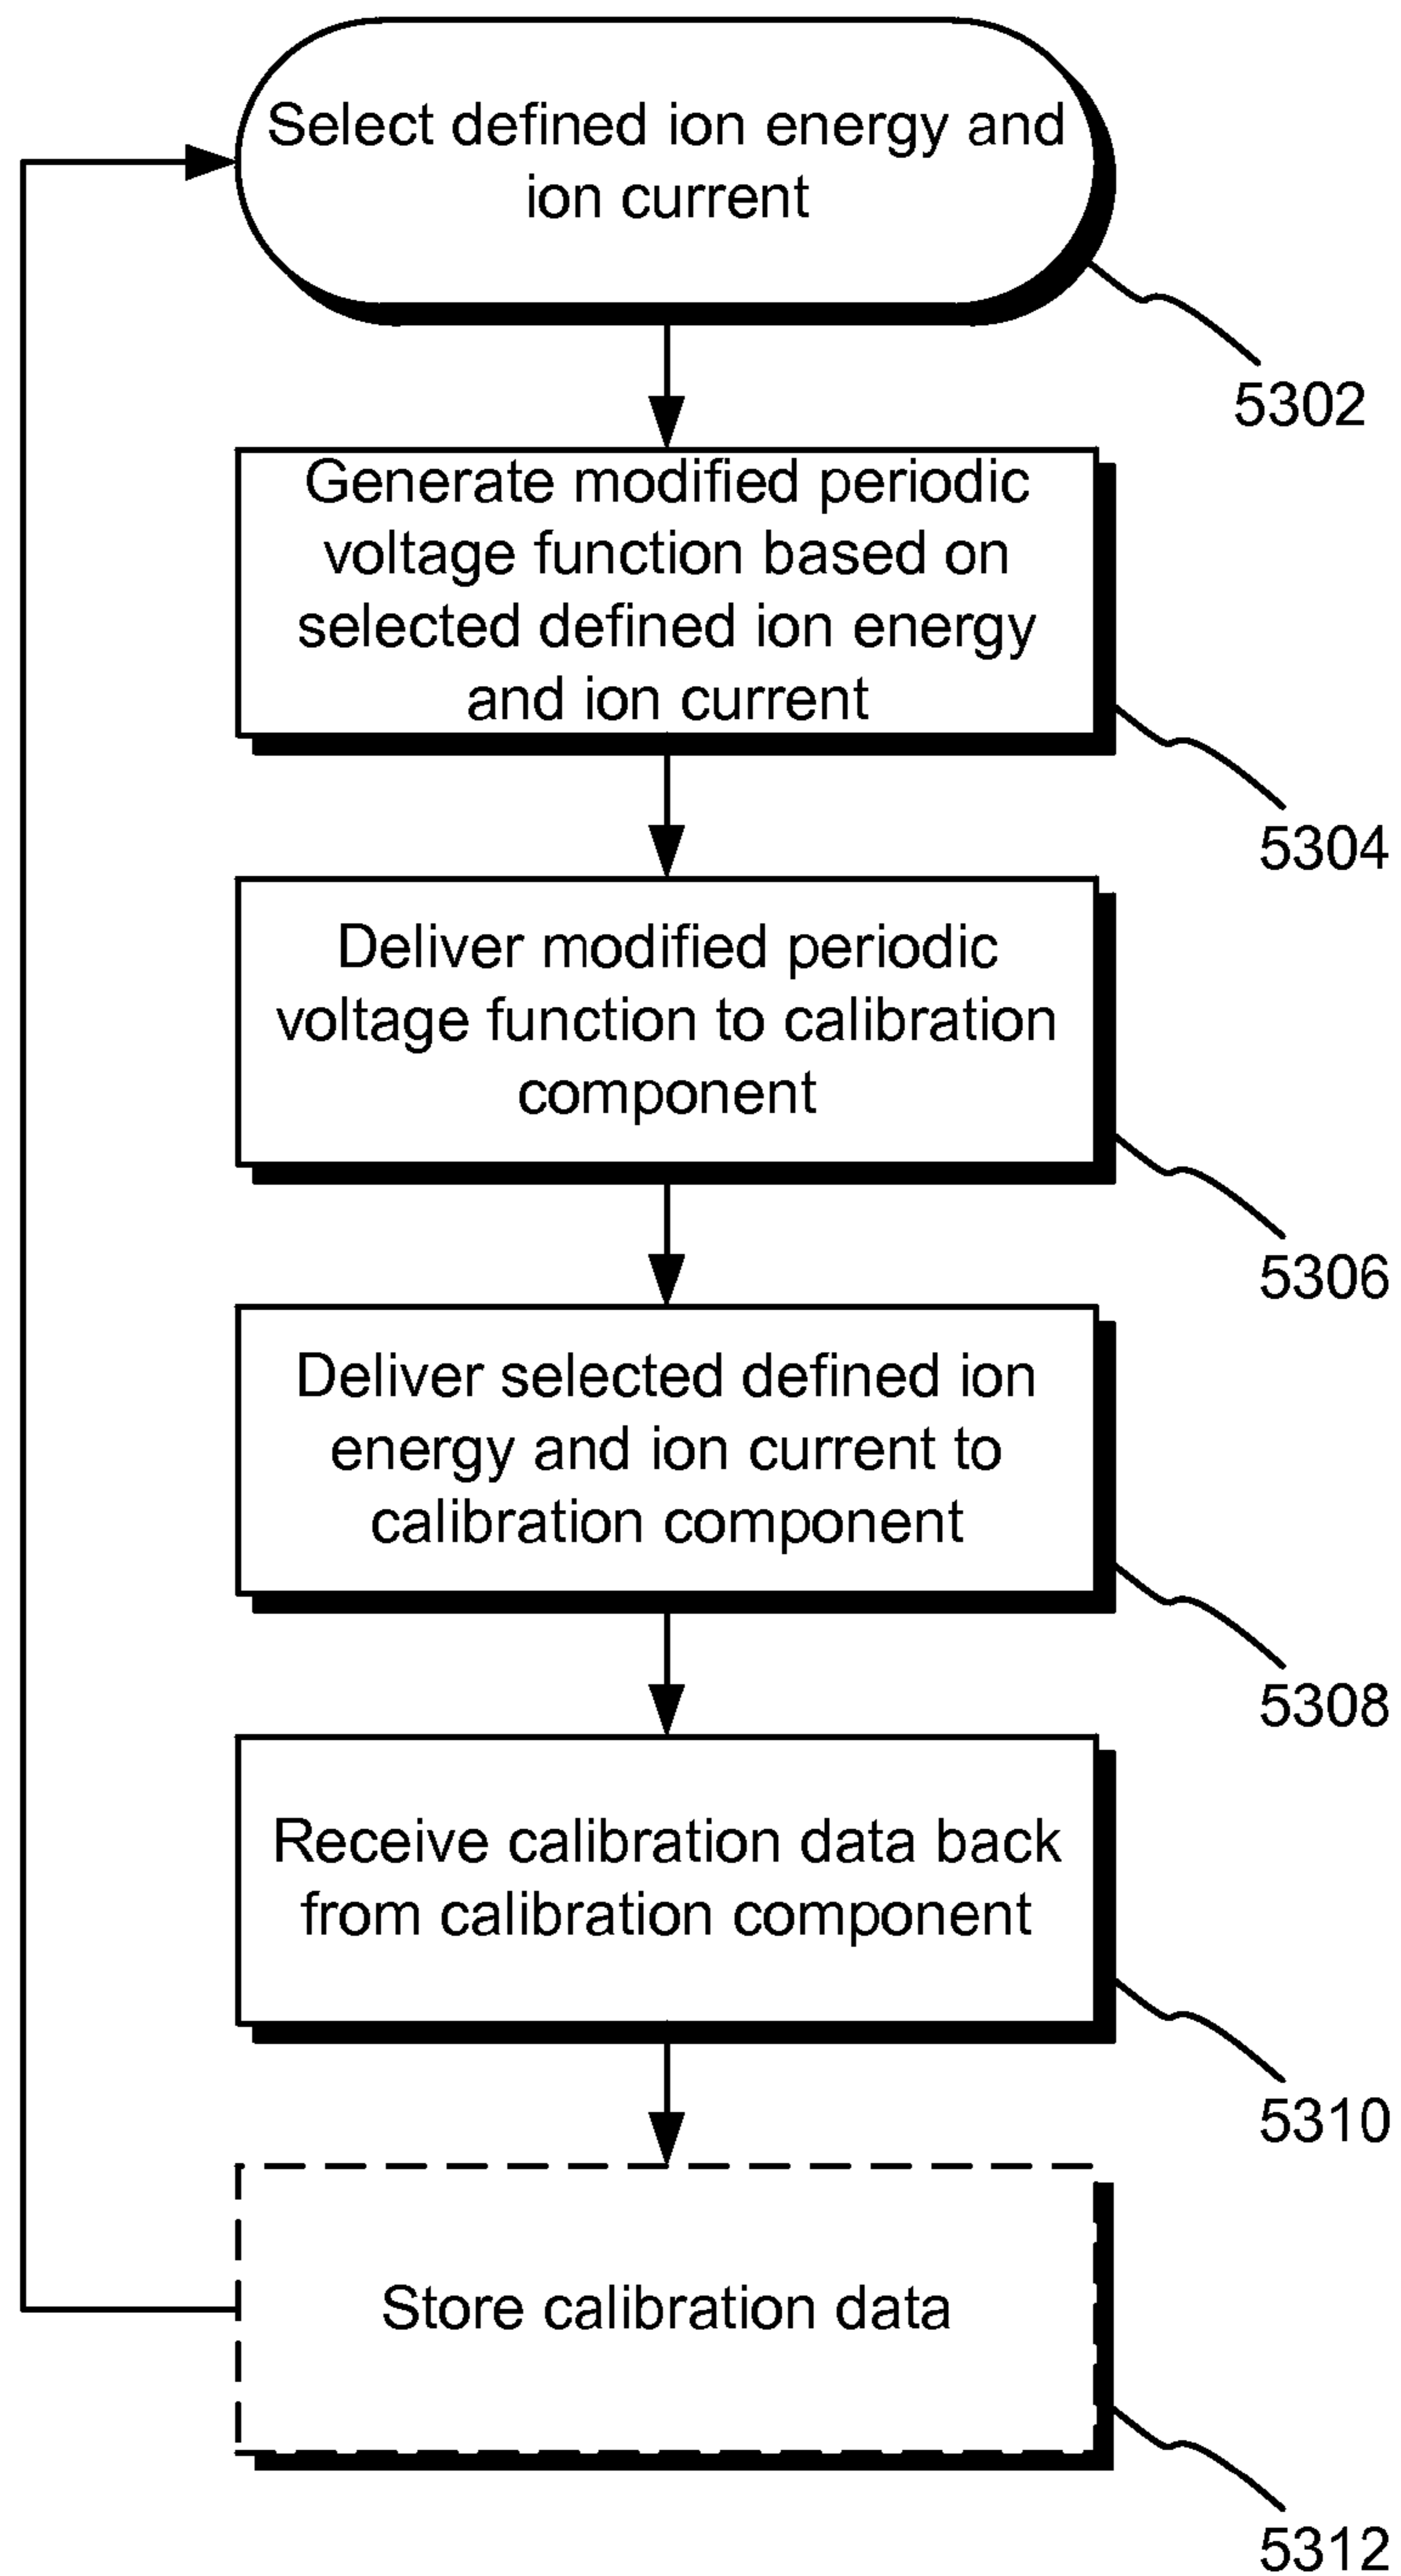 Select defined ion energy and
ion current
5302
Generate modified periodic
voltage function based on
selected defined ion energy
and ion current
5304
Deliver modified periodic
voltage function to calibration
component
5306
Deliver selected defined ion
energy and ion current to
calibration component
5308
Receive calibration data back
from calibration component
5310
Store calibration data
5312